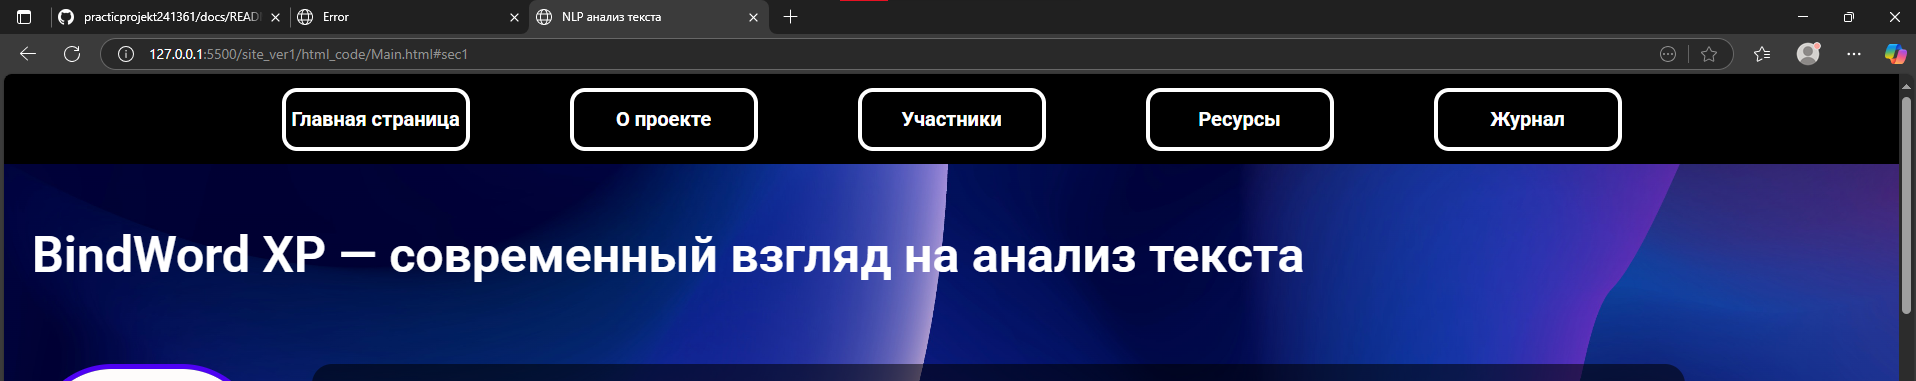 practicprojekt241361/docs/READ
Error
NLP анализ текста
127.0.0.1:5500/site_ver1/html_code/Main.html#sec1
Главная страница
О проекте
Участники
Ресурсы
Журнал
BindWord XP — современный взгляд на анализ текста